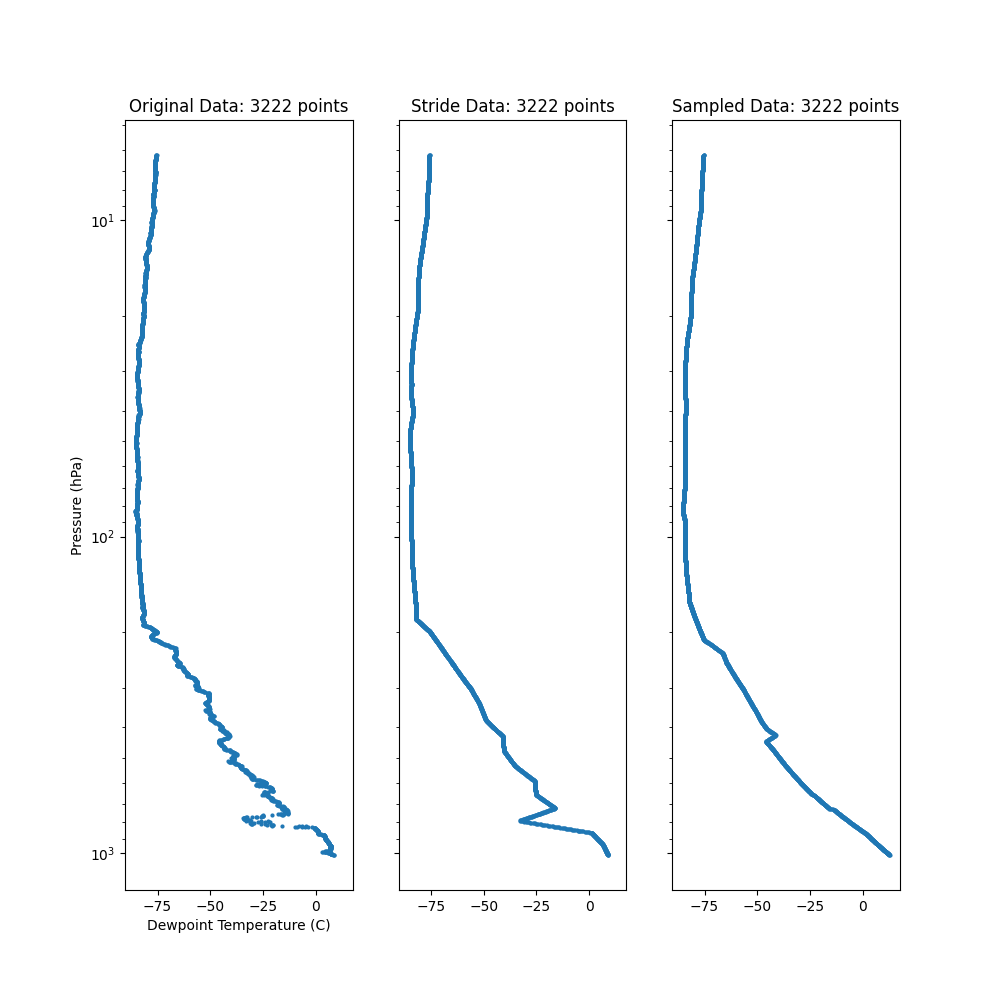 Original Data: 3222 points
Stride Data: 3222 points
Sampled Data: 3222 points
10¹
10²
10³
Pressure (hPa)
−75 −50 −25 0
−75 −50 −25 0
−75 −50 −25 0
Dewpoint Temperature (C)